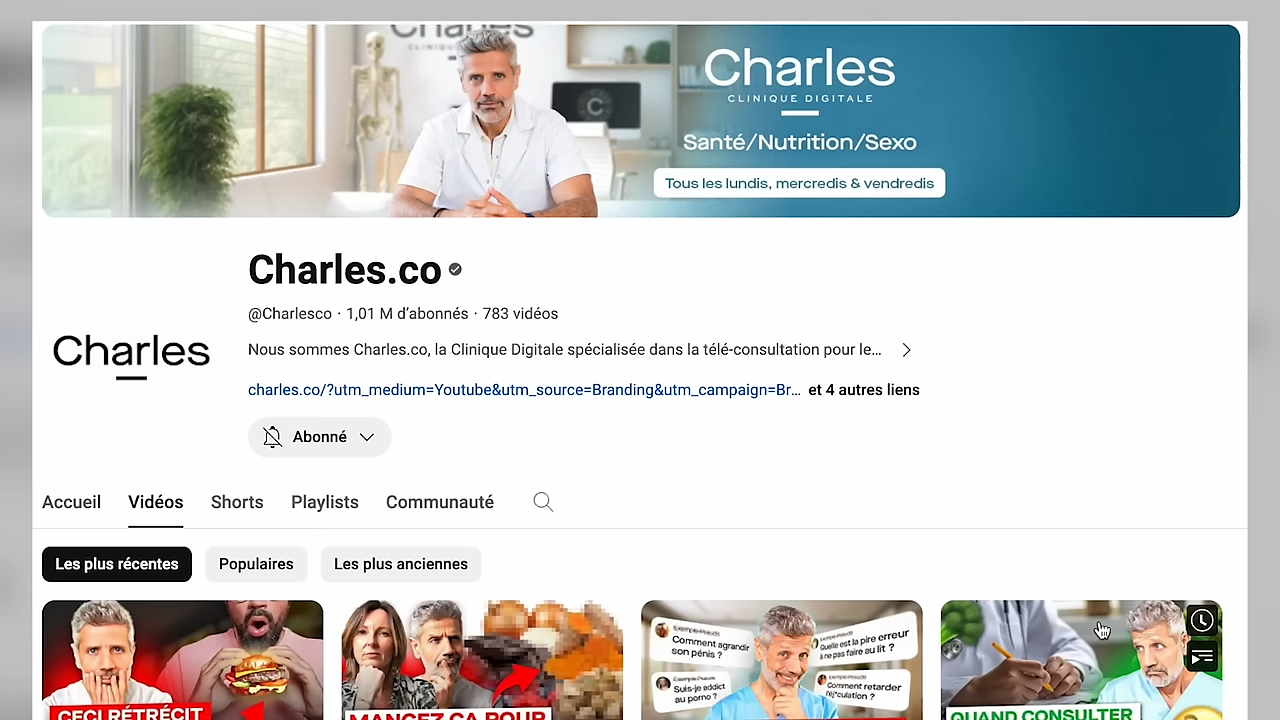 Charles
CLINIQUE DIGITALE
Santé/Nutrition/Sexo
Tous les lundis, mercredis & vendredis
Charles.co
@Charlesco · 1,01 M d'abonnés · 783 vidéos
Charles
Nous sommes Charles.co, la Clinique Digitale spécialisée dans la télé-consultation pour le...
charles.co/?utm_medium=Youtube&utm_source=Branding&utm_campaign=Br... et 4 autres liens
Abonné
Accueil Vidéos Shorts Playlists Communauté
Les plus récentes Populaires Les plus anciennes
CECI RÉTRÉCIT
MANGEZ ÇA POUR
Comment agrandir
son pénis ?
Quelle est la pire erreur
à ne pas faire au lit ?
Suis-je addict
au porno ?
Comment retarder
l'éj*culation ?
QUAND CONSULTER